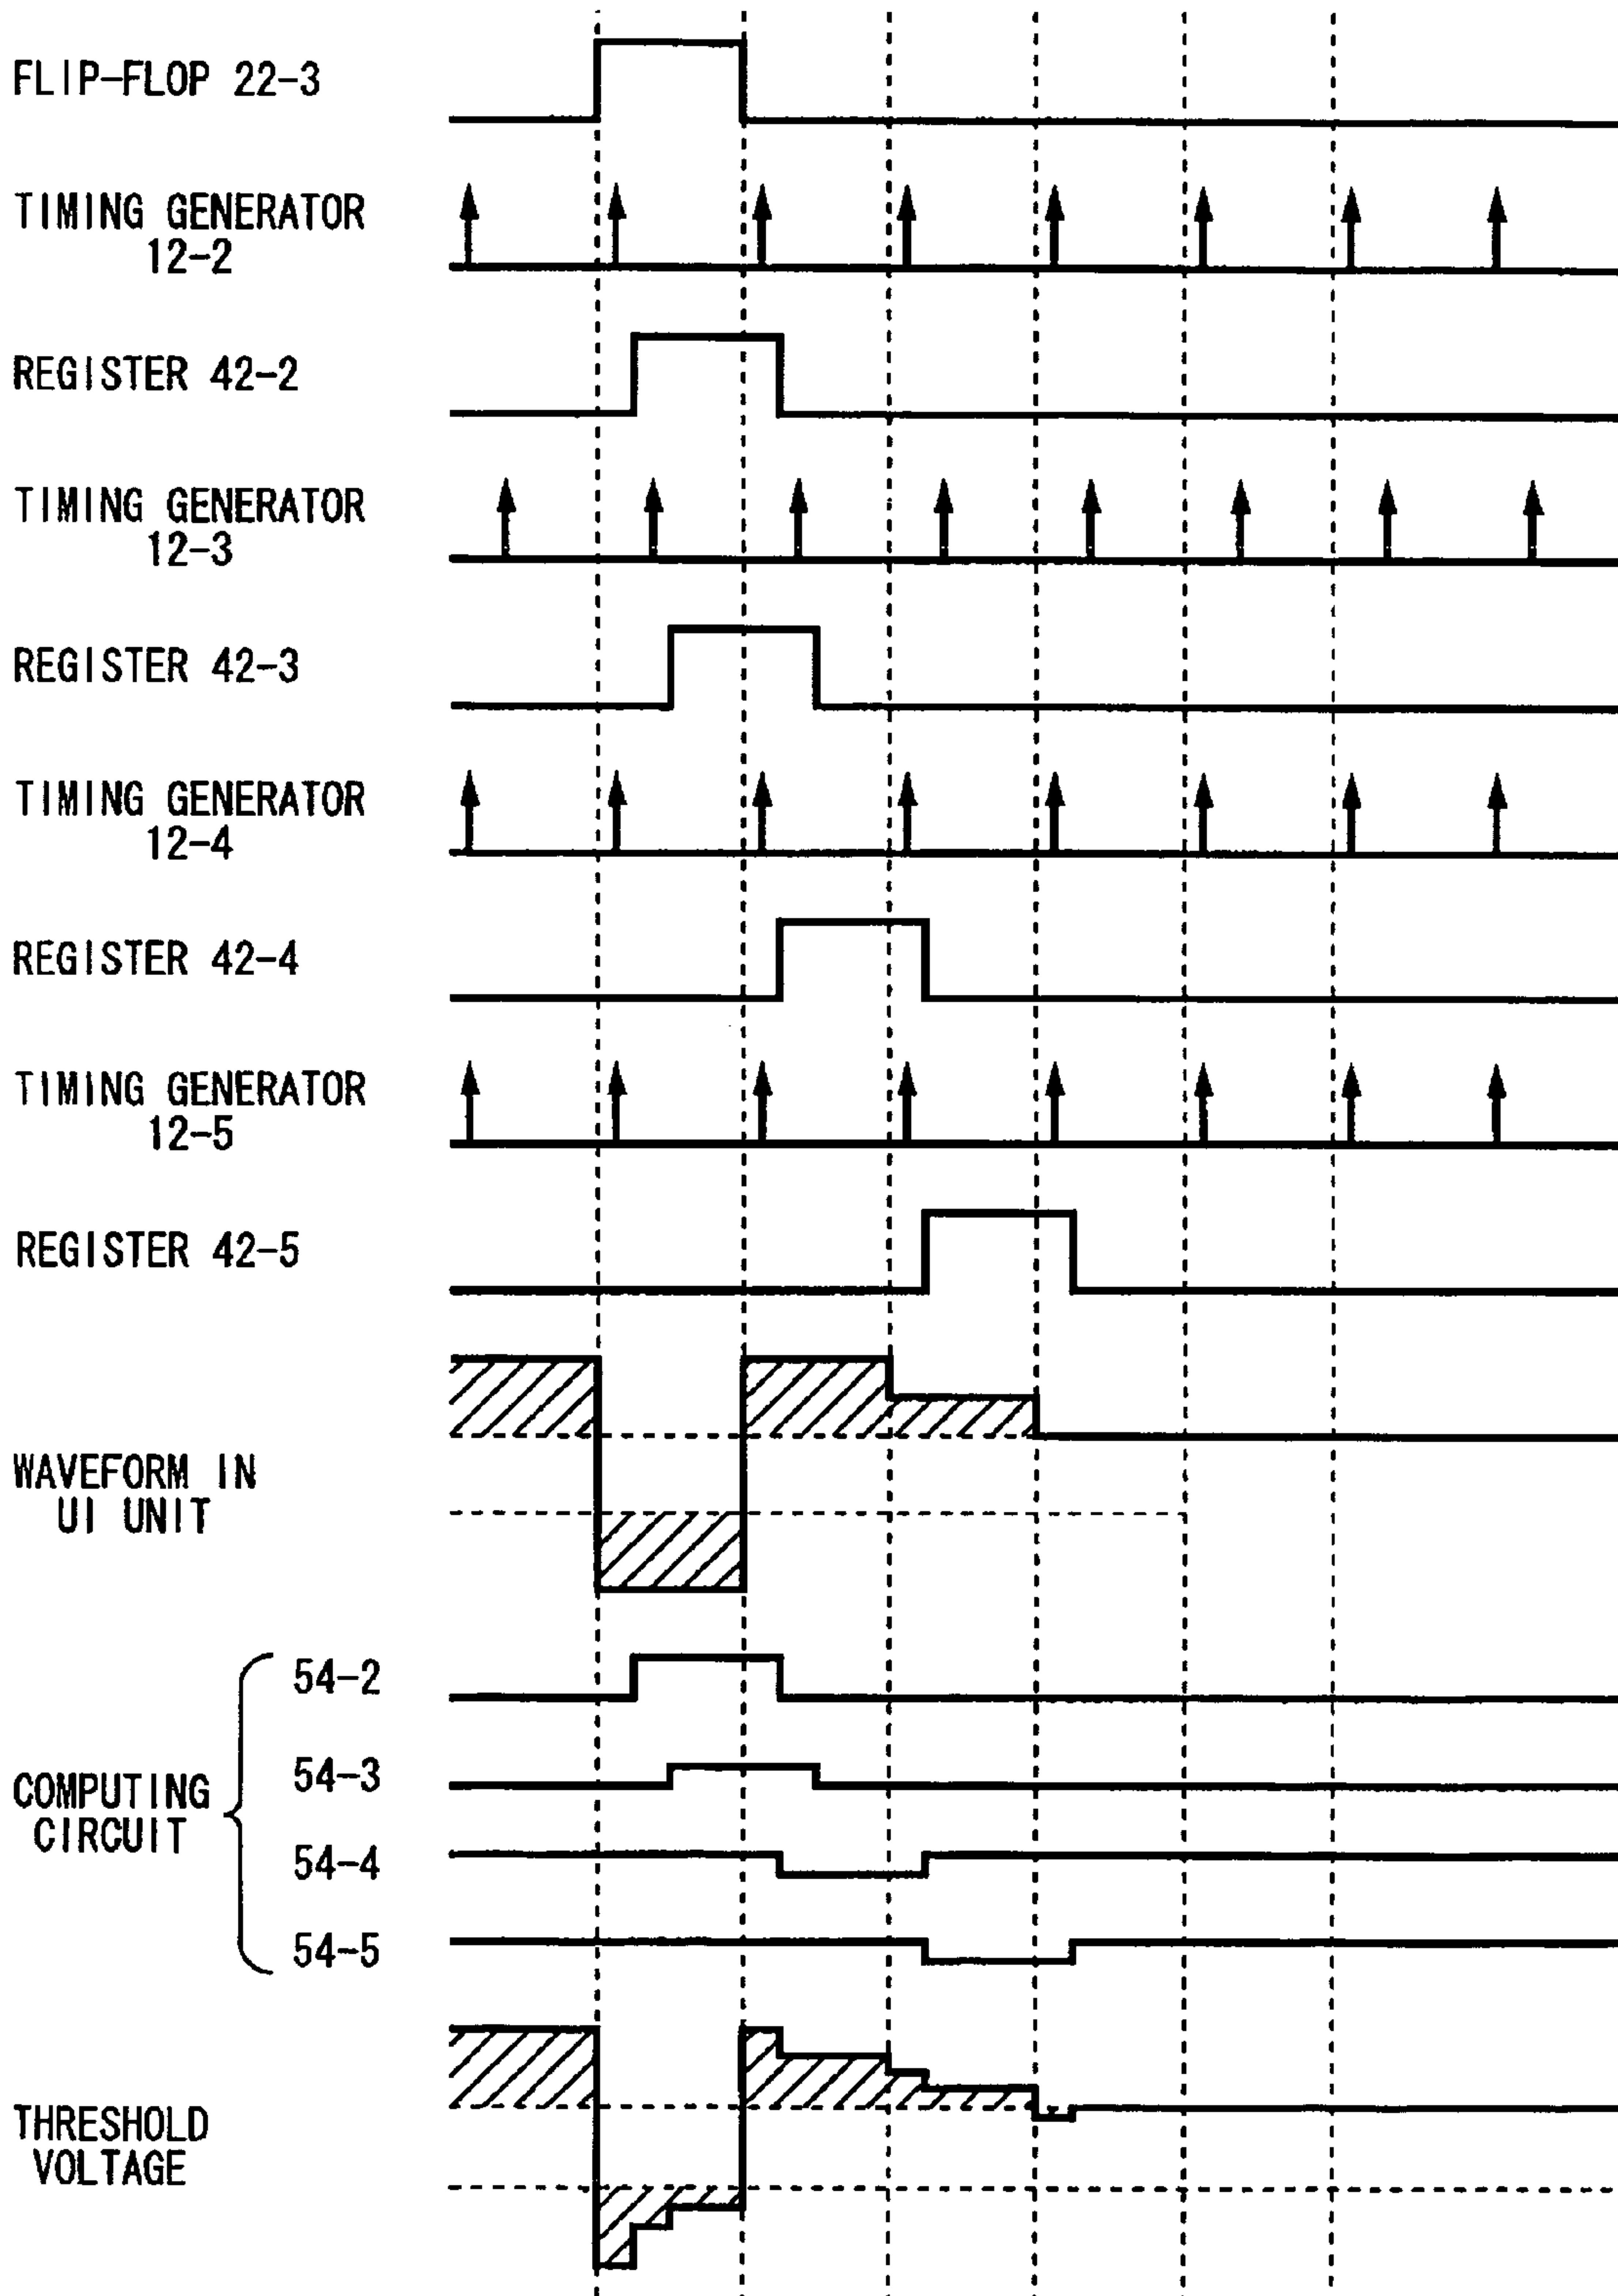 FLIP-FLOP 22-3
TIMING GENERATOR
12-2
REGISTER 42-2
TIMING GENERATOR
12-3
REGISTER 42-3
TIMING GENERATOR
12-4
REGISTER 42-4
TIMING GENERATOR
12-5
REGISTER 42-5
WAVEFORM IN
UI UNIT
COMPUTING
CIRCUIT
54-2
54-3
54-4
54-5
THRESHOLD
VOLTAGE